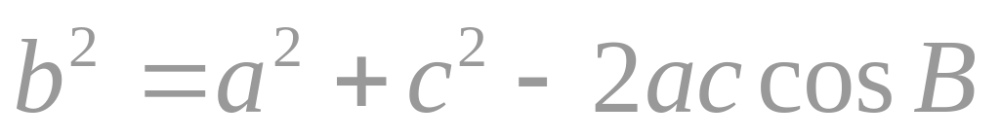 b² = a² + c² - 2ac cos B